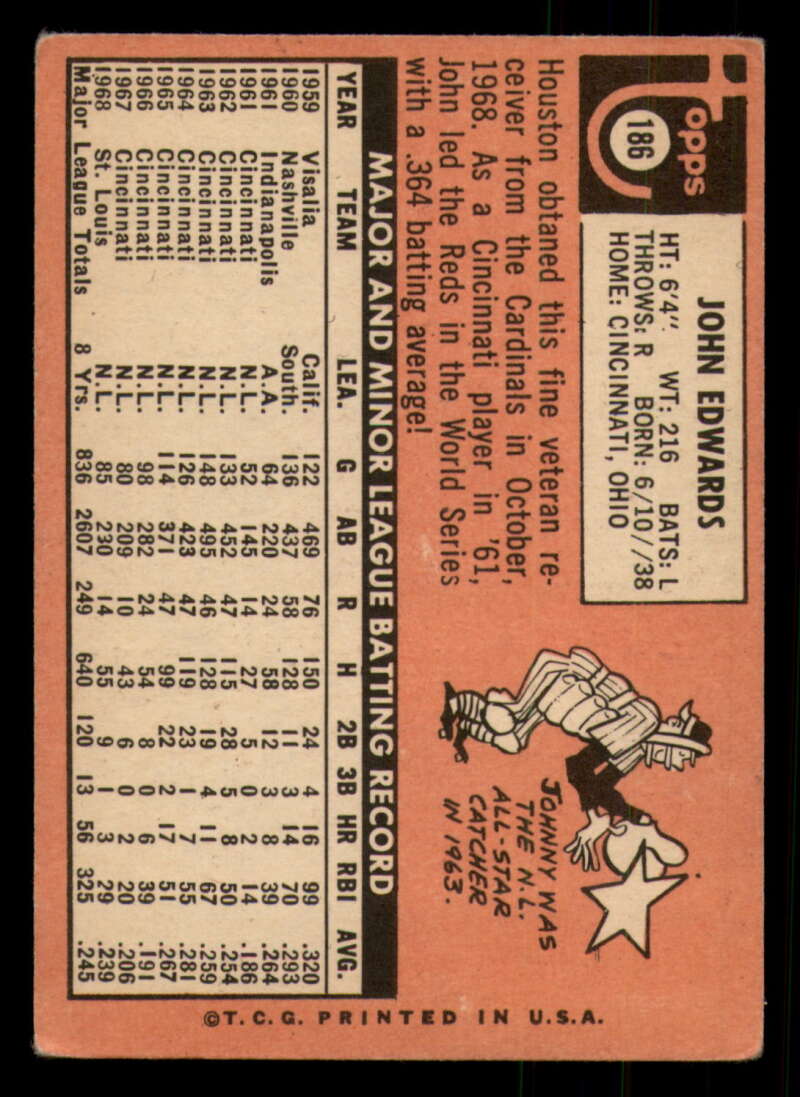 Topps
186
JOHN EDWARDS
HT: 6'4". WT: 216 BATS: L
THROWS: R BORN: 6/10//38
HOME: CINCINNATI, OHIO
Houston obtaned this fine veteran re-
ceiver from the Cardinals in October,
1968. As a Cincinnati player in '61,
John led the Reds in the World Series
with a .364 batting average!
JOHNNY WAS
THE N.L.
ALL-STAR
CATCHER
IN 1963.
MAJOR AND MINOR LEAGUE BATTING RECORD
YEAR TEAM LEA. G AB R H 2B 3B HR RBI AVG.
1959 Visalia Calif. 122 469 76 150 24 4 16 99 .320
1960 Nashville South. 136 437 58 128 11 3 14 70 .293
1961 Indianapolis A.A. 64 220 24 58 12 3 8 39 .264
1961 Cincinnati N.L. 52 145 14 27 5 0 2 14 .186
1962 Cincinnati N.L. 133 452 47 115 28 5 8 50 .254
1963 Cincinnati N.L. 148 495 46 128 19 4 11 67 .259
1964 Cincinnati N.L. 126 423 47 119 23 1 7 55 .281
1965 Cincinnati N.L. 114 371 47 99 22 2 17 51 .267
1966 Cincinnati N.L. 98 282 24 54 8 0 6 39 .191
1967 Cincinnati N.L. 80 209 10 43 6 0 2 20 .206
1968 St. Louis N.L. 85 230 14 55 9 1 3 29 .239
Major League Totals 8 Yrs. 836 2607 249 640 120 13 56 325 .245
©T.C.G. PRINTED IN U.S.A.